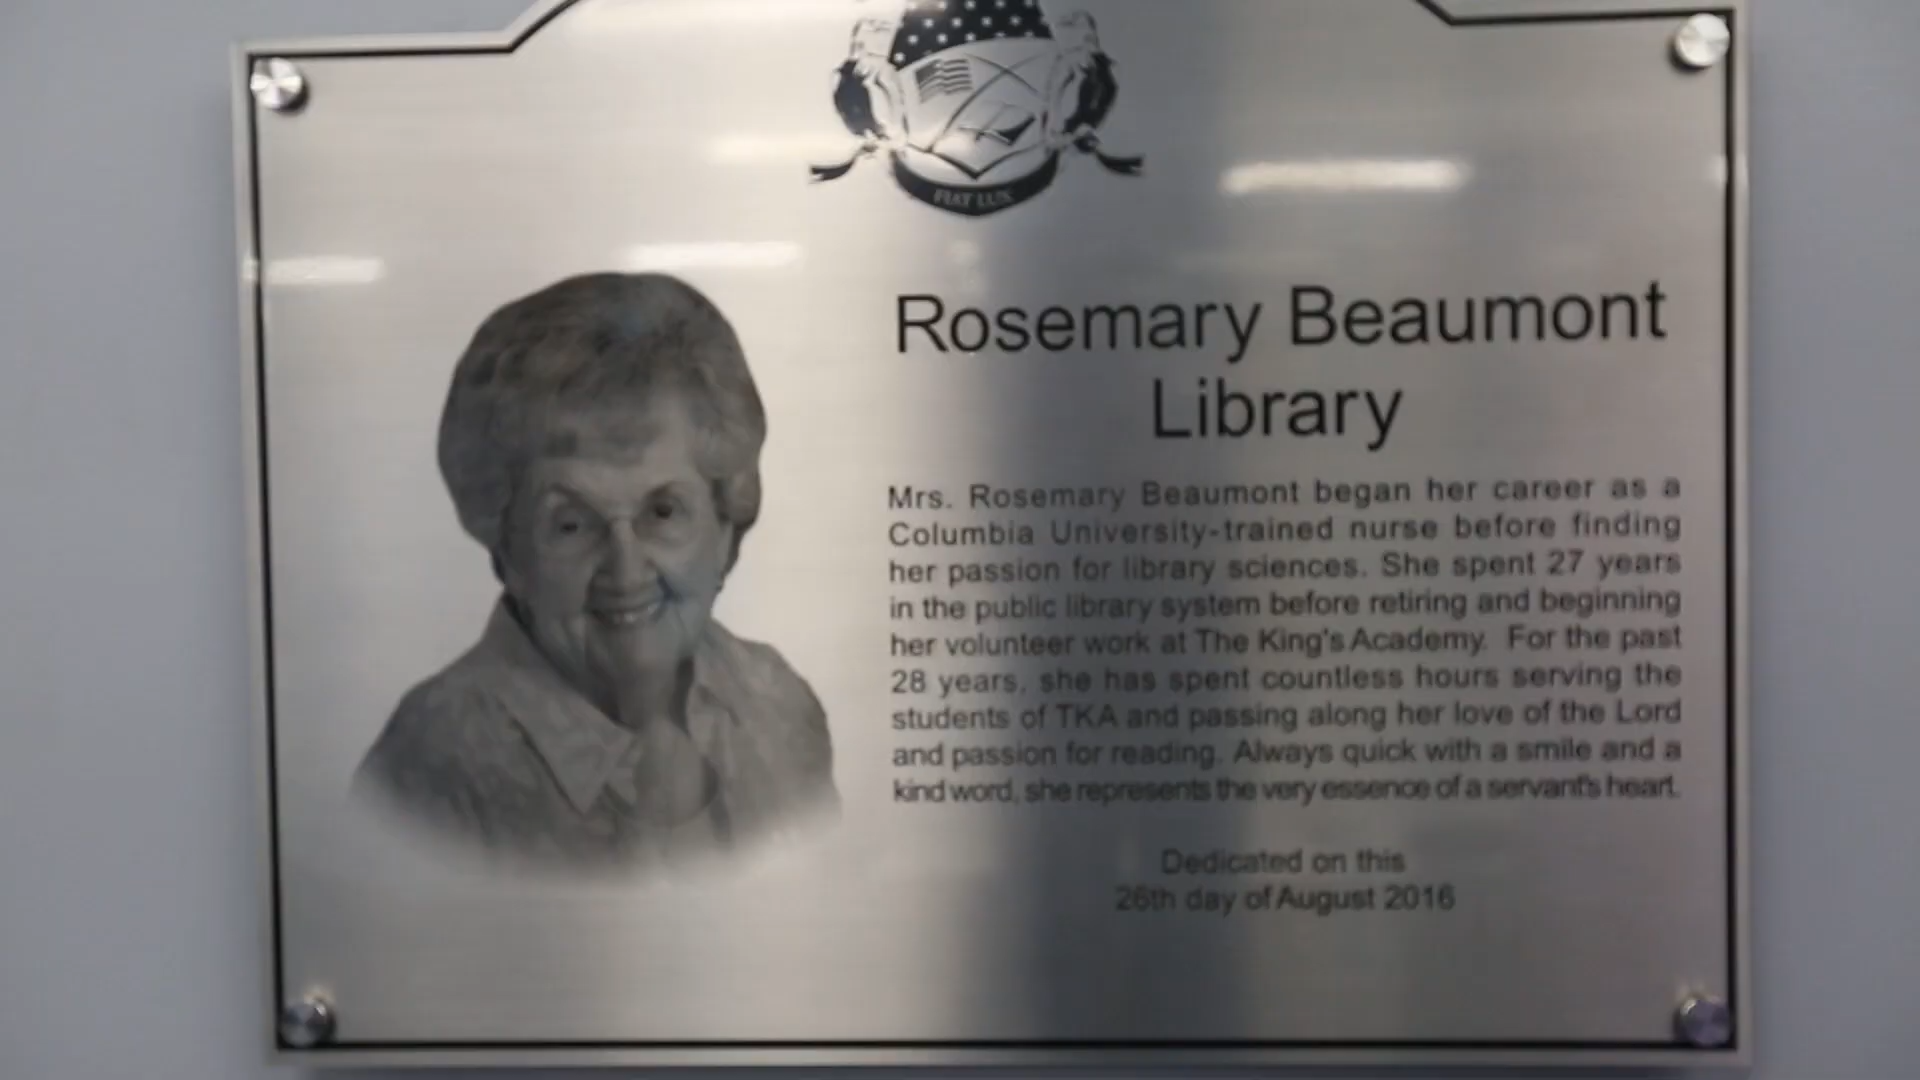 FIAT LUX
Rosemary Beaumont
Library
Mrs. Rosemary Beaumont began her career as a
Columbia University-trained nurse before finding
her passion for library sciences. She spent 27 years
in the public library system before retiring and beginning
her volunteer work at The King's Academy. For the past
28 years, she has spent countless hours serving the
students of TKA and passing along her love of the Lord
and passion for reading. Always quick with a smile and a
kind word, she represents the very essence of a servant's heart.
Dedicated on this
26th day of August 2016